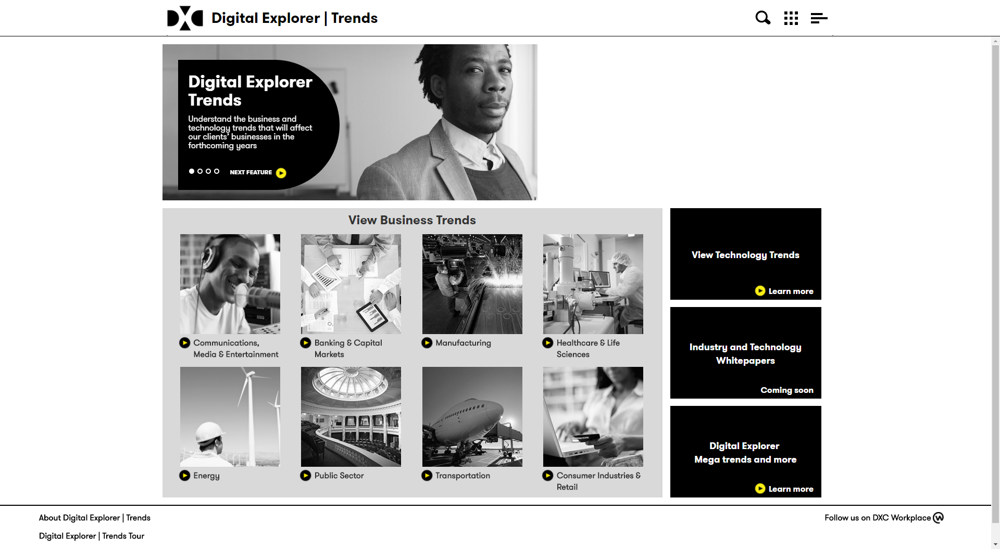 DXC Digital Explorer | Trends
Digital Explorer
Trends
Understand the business and
technology trends that will affect
our clients’ businesses in the
forthcoming years
NEXT FEATURE
View Business Trends
Communications,
Media & Entertainment
Banking & Capital
Markets
Manufacturing
Healthcare & Life
Sciences
Energy
Public Sector
Transportation
Consumer Industries &
Retail
View Technology Trends
Learn more
Industry and Technology
Whitepapers
Coming soon
Digital Explorer
Mega trends and more
Learn more
About Digital Explorer | Trends
Digital Explorer | Trends Tour
Follow us on DXC Workplace